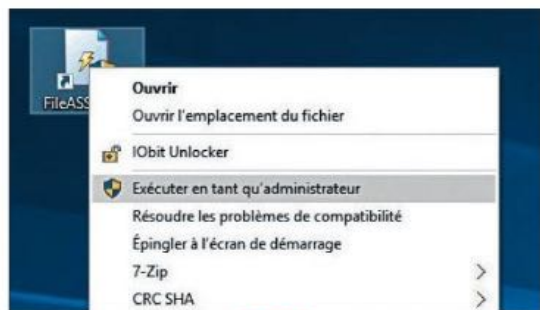 FileASS
Ouvrir
Ouvrir l'emplacement du fichier
IObit Unlocker
Exécuter en tant qu'administrateur
Résoudre les problèmes de compatibilité
Épingler à l'écran de démarrage
7-Zip
CRC SHA